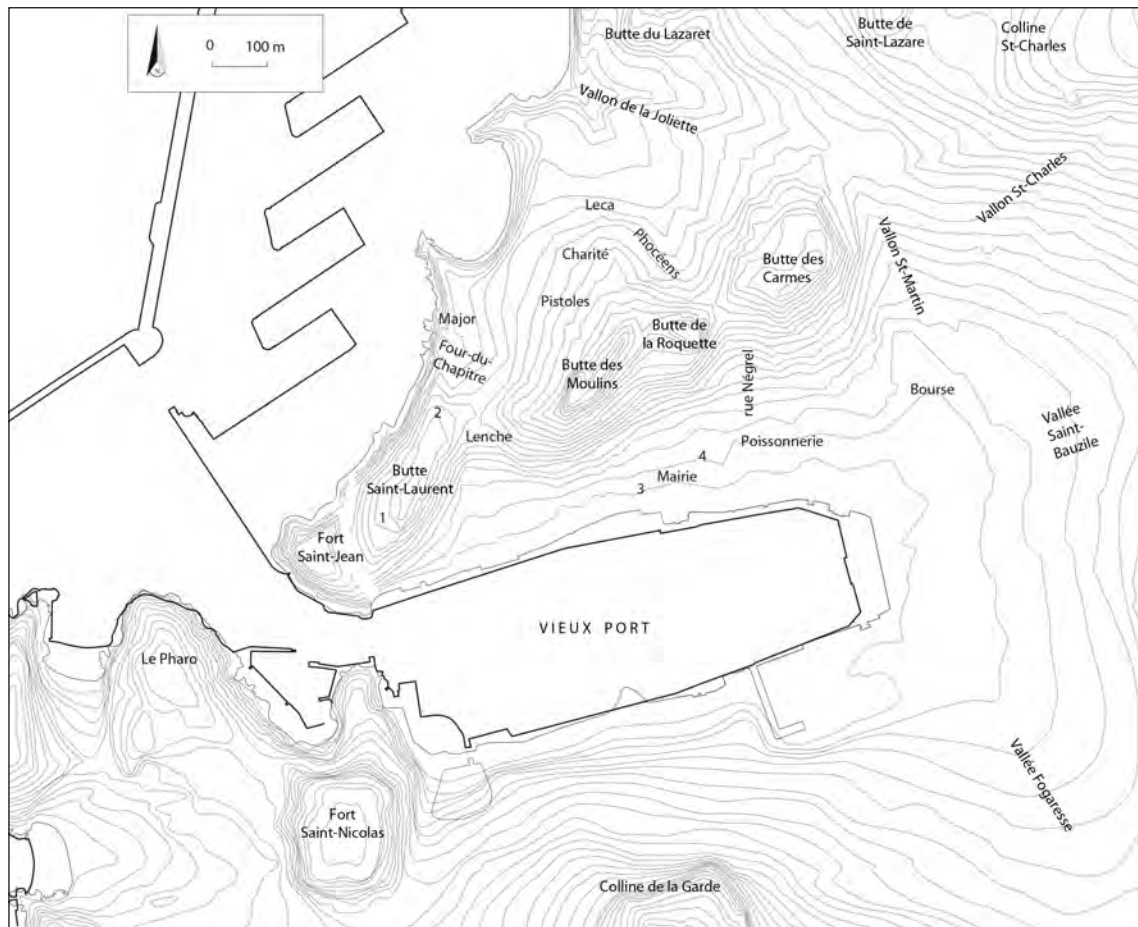 0 100 m
N
Butte du Lazaret
Butte de
Saint-Lazare
Colline
St-Charles
Vallon de la Joliette
Vallon St-Charles
Leca
Phocéens
Vallon St-Martin
Charité
Butte des
Carmes
Pistoles
Major
Butte de
la Roquette
Four-du-
Chapitre
Butte des
Moulins
rue Négrel
Bourse
2
Lenche
Vallée
Saint-
Bauzile
Poissonnerie
4
Butte
Saint-Laurent
Mairie
3
1
Fort
Saint-Jean
VIEUX PORT
Le Pharo
Vallée Fogaresse
Fort
Saint-Nicolas
Colline de la Garde